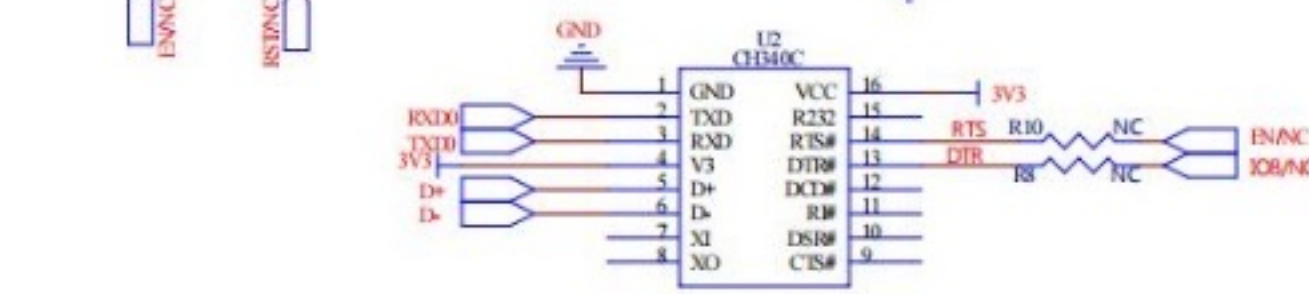 EN/NC
RST/NC
GND
U2
CH340C
1 GND VCC 16 3V3
RXD0 2 TXD R232 15
TXD0 3 RXD RTS# 14 RTS R10 NC EN/NC
3V3 4 V3 DTR# 13 DTR R8 NC
D+ 5 D+ DCD# 12
D- 6 D- RI# 11
7 XI DSR# 10
8 XO CTS# 9